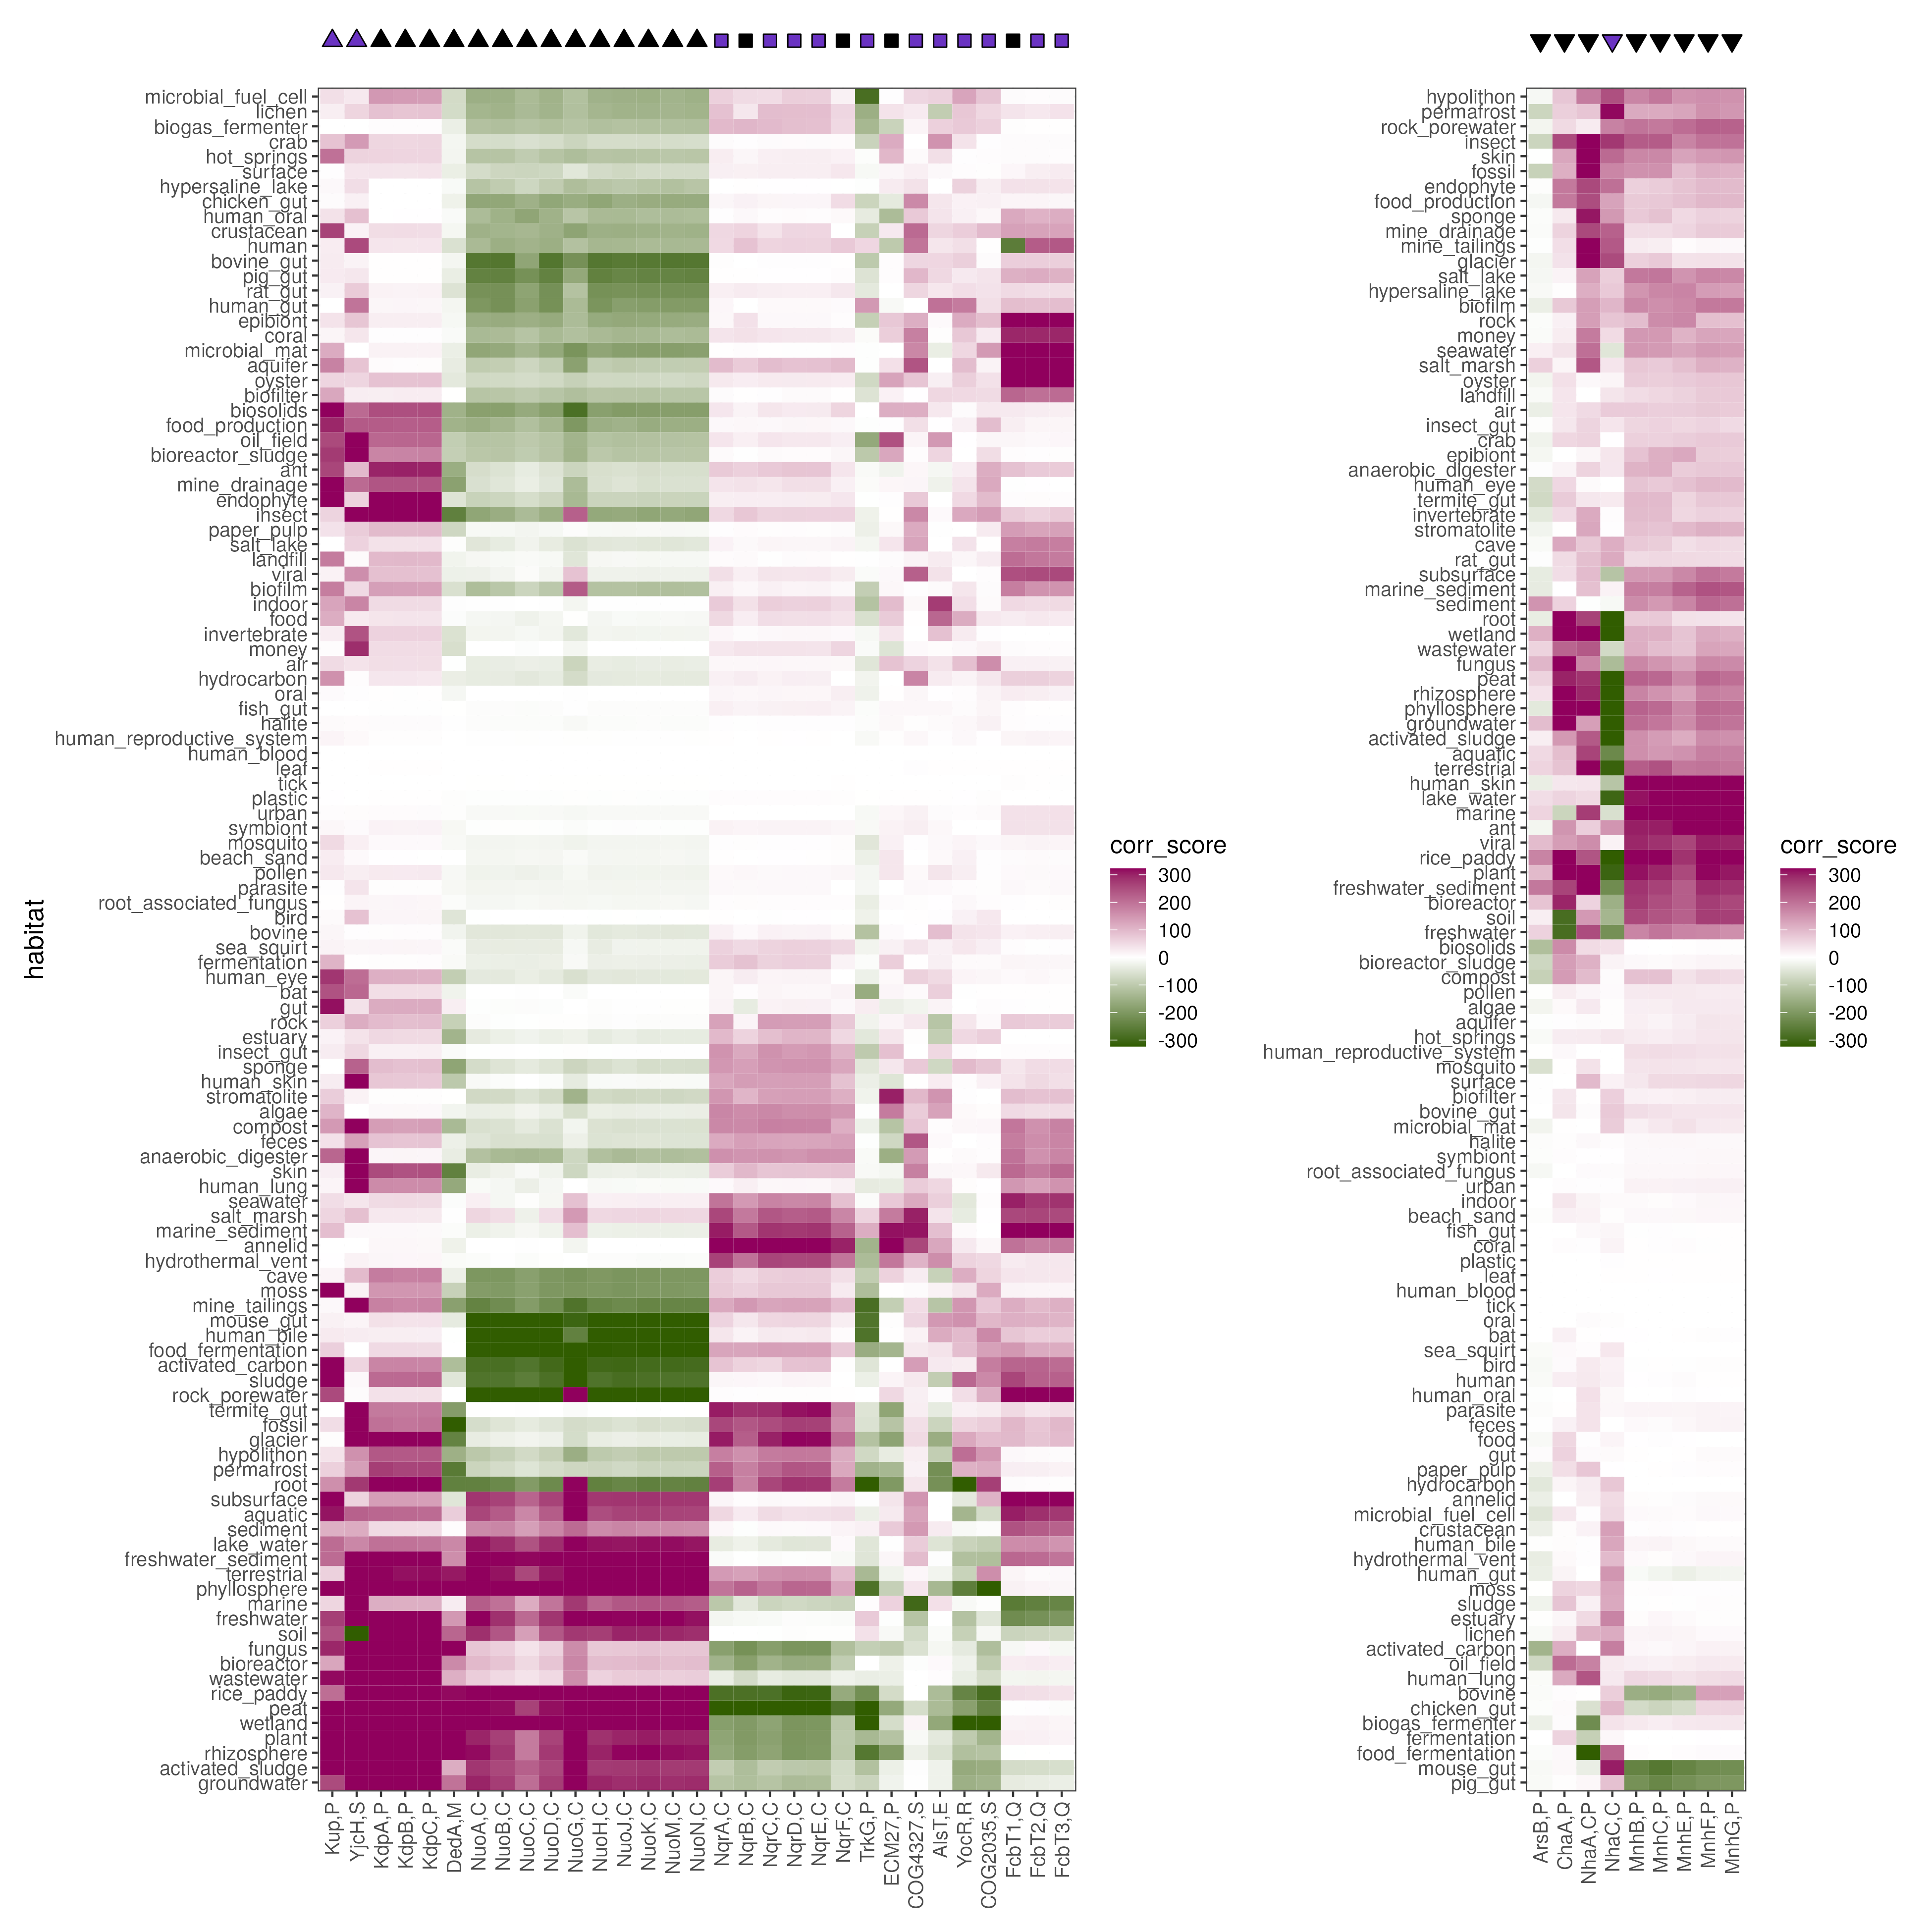 habitat
microbial_fuel_cell
lichen
biogas_fermenter
crab
hot_springs
surface
hypersaline_lake
chicken_gut
human_oral
crustacean
human
bovine_gut
pig_gut
rat_gut
human_gut
epibiont
coral
microbial_mat
aquifer
oyster
biofilter
biosolids
food_production
oil_field
bioreactor_sludge
ant
mine_drainage
endophyte
insect
paper_pulp
salt_lake
landfill
viral
biofilm
indoor
food
invertebrate
money
air
hydrocarbon
oral
fish_gut
halite
human_reproductive_system
human_blood
leaf
tick
plastic
urban
symbiont
mosquito
beach_sand
pollen
parasite
root_associated_fungus
bird
bovine
sea_squirt
fermentation
human_eye
bat
gut
rock
estuary
insect_gut
sponge
human_skin
stromatolite
algae
compost
feces
anaerobic_digester
skin
human_lung
seawater
salt_marsh
marine_sediment
annelid
hydrothermal_vent
cave
moss
mine_tailings
mouse_gut
human_bile
food_fermentation
activated_carbon
sludge
rock_porewater
termite_gut
fossil
glacier
hypolithon
permafrost
root
subsurface
aquatic
sediment
lake_water
freshwater_sediment
terrestrial
phyllosphere
marine
freshwater
soil
fungus
bioreactor
wastewater
rice_paddy
peat
wetland
plant
rhizosphere
activated_sludge
groundwater
Kup,P
YjcH,S
KdpA,P
KdpB,P
KdpC,P
DedA,M
NuoA,C
NuoB,C
NuoC,C
NuoD,C
NuoG,C
NuoH,C
NuoJ,C
NuoK,C
NuoM,C
NuoN,C
NqrA,C
NqrB,C
NqrC,C
NqrD,C
NqrE,C
NqrF,C
TrkG,P
ECM27,P
COG4327,S
AlsT,E
YocR,R
COG2035,S
FcbT1,Q
FcbT2,Q
FcbT3,Q
corr_score
300
200
100
0
-100
-200
-300
hypolithon
permafrost
rock_porewater
insect
skin
fossil
endophyte
food_production
sponge
mine_drainage
mine_tailings
glacier
salt_lake
hypersaline_lake
biofilm
rock
money
seawater
salt_marsh
oyster
landfill
air
insect_gut
crab
epibiont
anaerobic_digester
human_eye
termite_gut
invertebrate
stromatolite
cave
rat_gut
subsurface
marine_sediment
sediment
root
wetland
wastewater
fungus
peat
rhizosphere
phyllosphere
groundwater
activated_sludge
aquatic
terrestrial
human_skin
lake_water
marine
ant
viral
rice_paddy
plant
freshwater_sediment
bioreactor
soil
freshwater
biosolids
bioreactor_sludge
compost
pollen
algae
aquifer
hot_springs
human_reproductive_system
mosquito
surface
biofilter
bovine_gut
microbial_mat
halite
symbiont
root_associated_fungus
urban
indoor
beach_sand
fish_gut
coral
plastic
leaf
human_blood
tick
oral
bat
sea_squirt
bird
human
human_oral
parasite
feces
food
gut
paper_pulp
hydrocarbon
annelid
microbial_fuel_cell
crustacean
human_bile
hydrothermal_vent
human_gut
moss
sludge
estuary
lichen
activated_carbon
oil_field
human_lung
bovine
chicken_gut
biogas_fermenter
fermentation
food_fermentation
mouse_gut
pig_gut
ArsB,P
ChaA,P
NhaA,CP
NhaC,C
MnhB,P
MnhC,P
MnhE,P
MnhF,P
MnhG,P
corr_score
300
200
100
0
-100
-200
-300